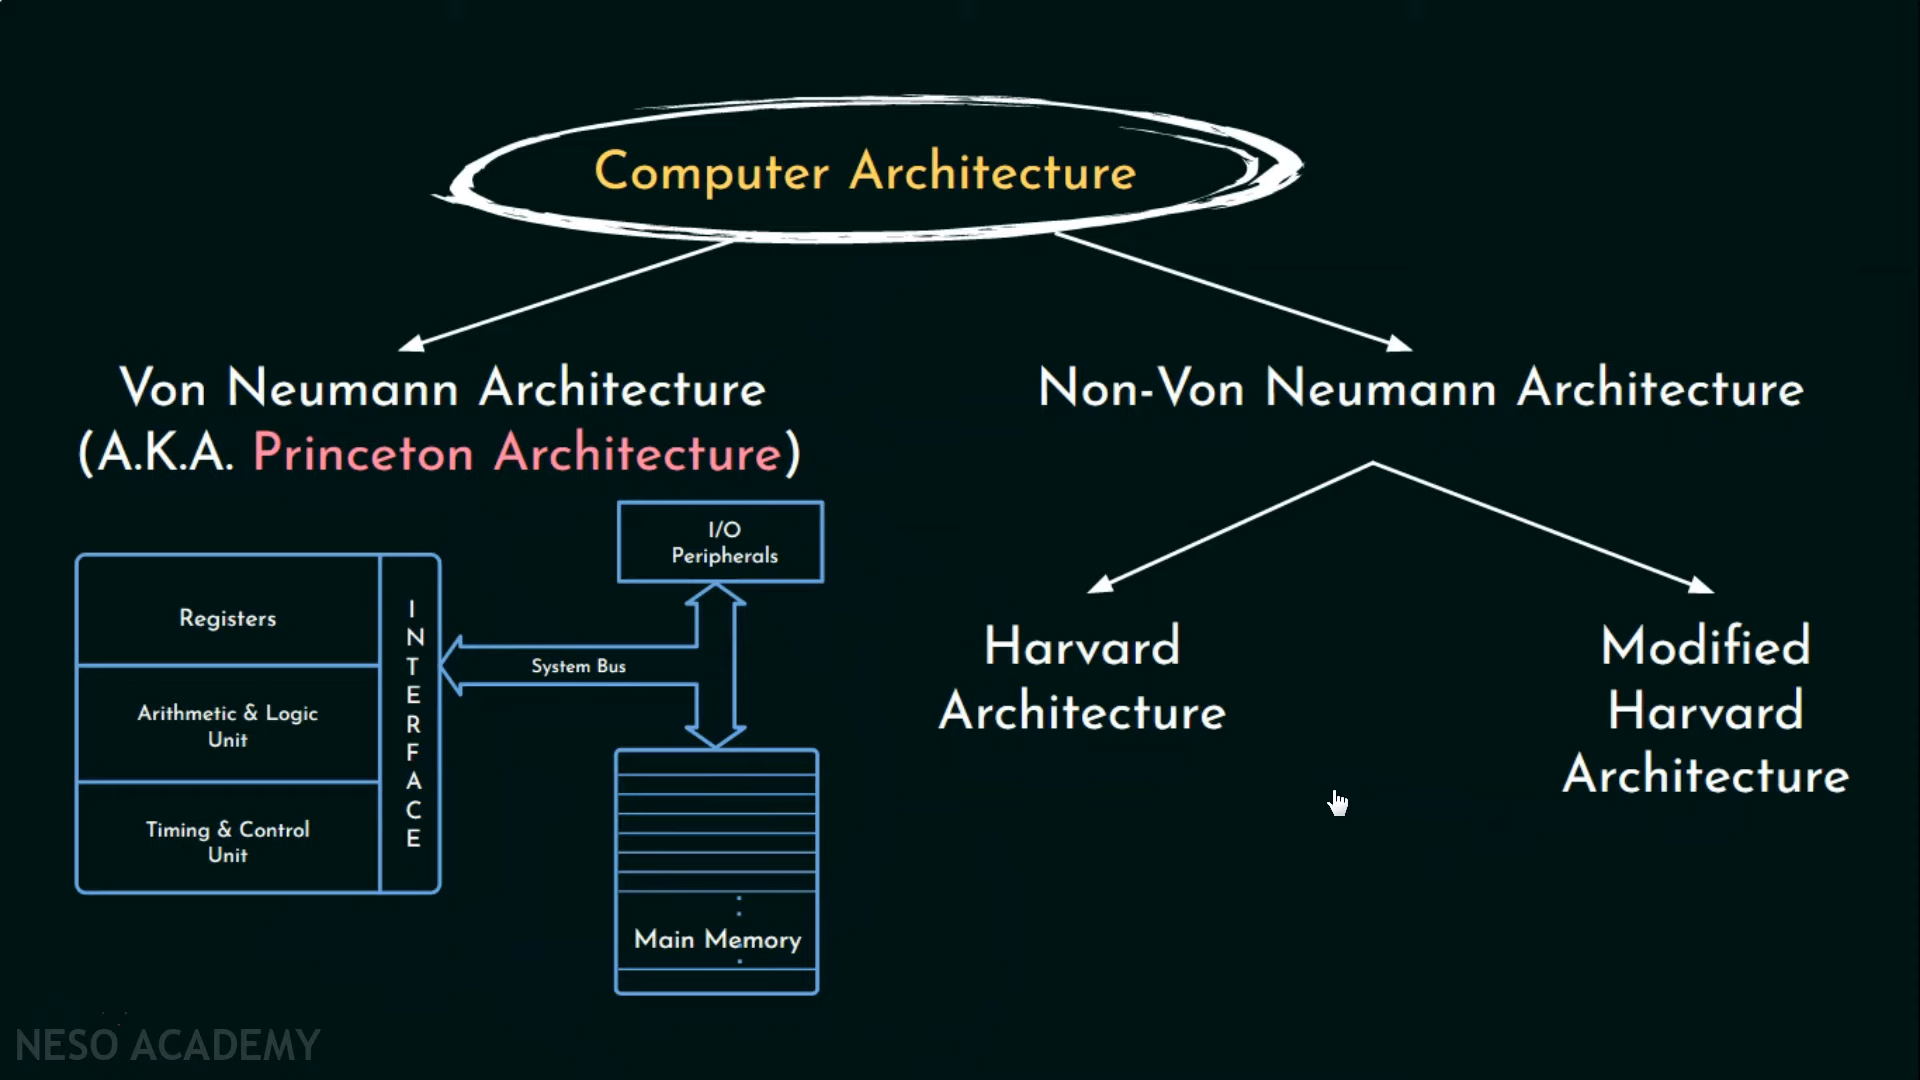 Computer Architecture
Von Neumann Architecture
(A.K.A. Princeton Architecture)
Non-Von Neumann Architecture
I/O
Peripherals
Registers
Arithmetic & Logic
Unit
Timing & Control
Unit
INTERFACE
System Bus
Main Memory
Harvard
Architecture
Modified
Harvard
Architecture
NESO ACADEMY